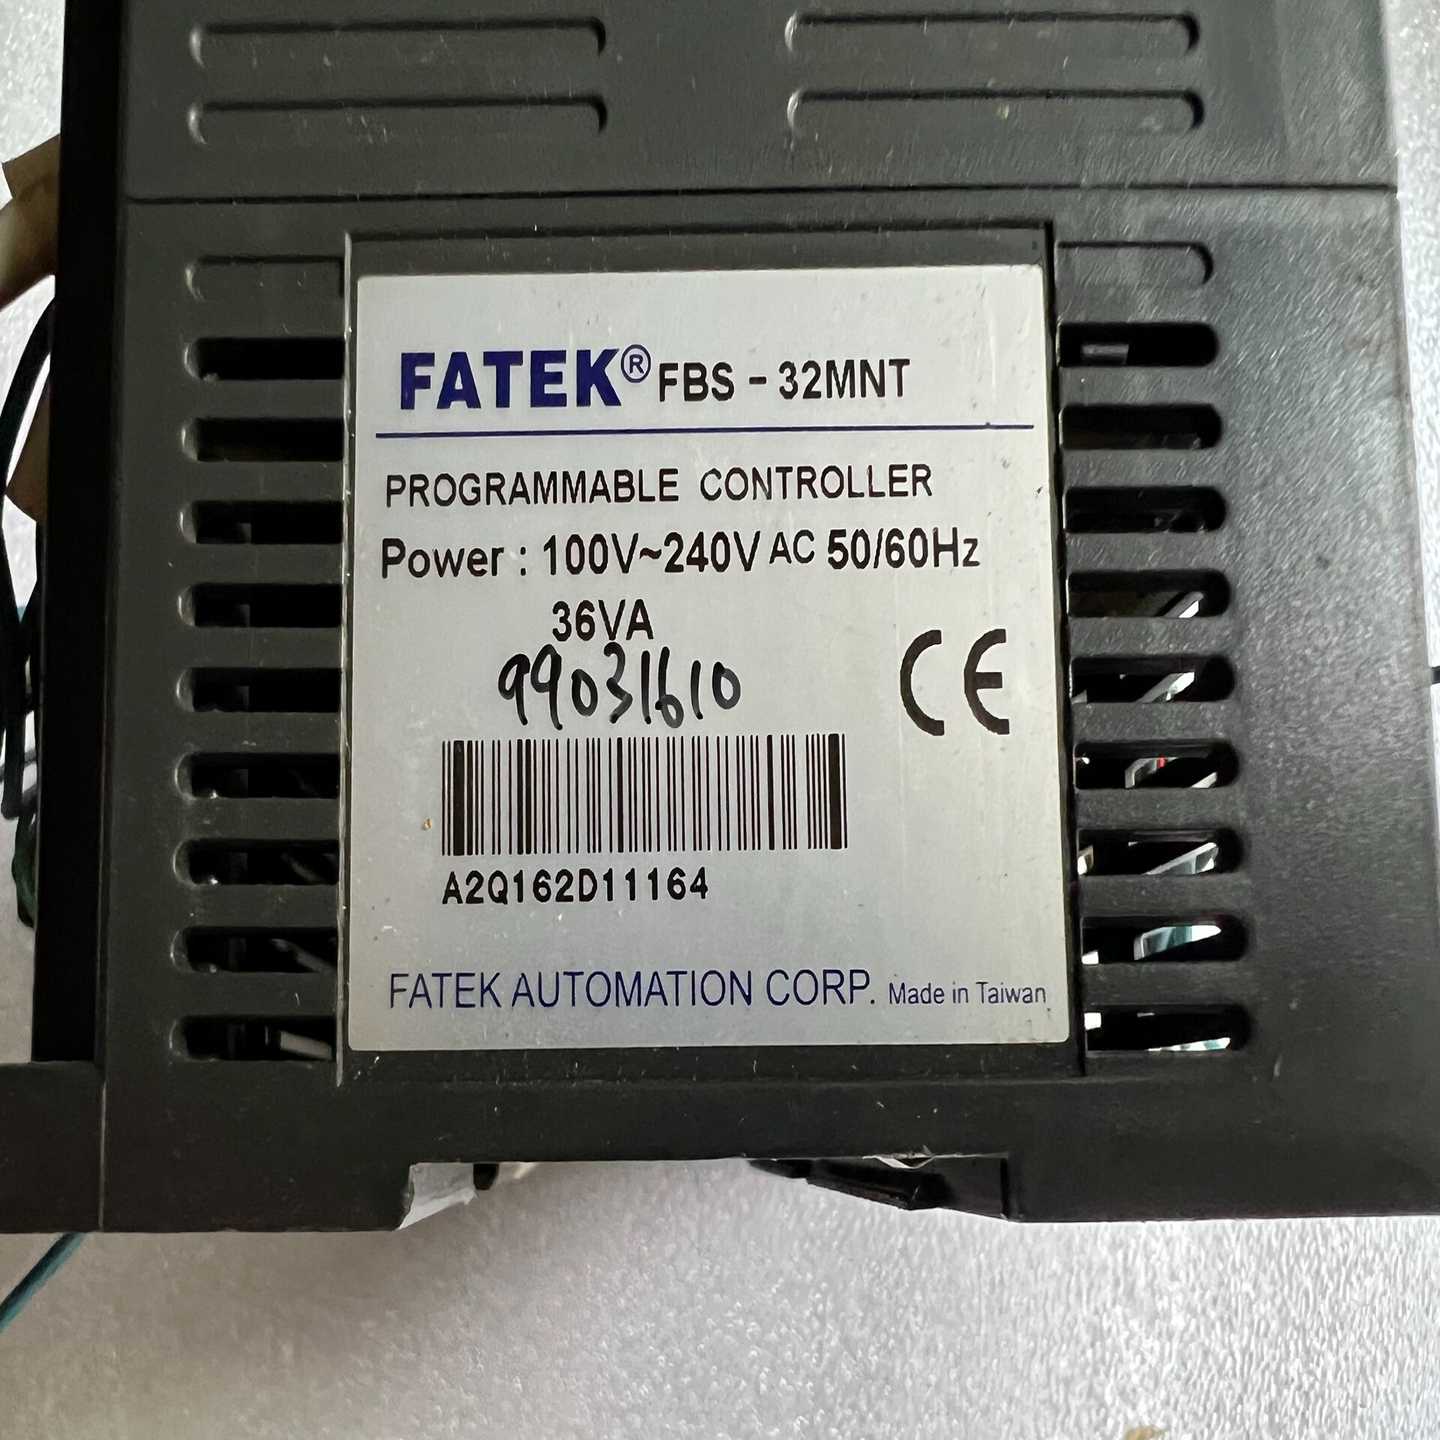 FATEK® FBS - 32MNT
PROGRAMMABLE CONTROLLER
Power : 100V~240V AC 50/60Hz
36VA
99031610
CE
A2Q162D11164
FATEK AUTOMATION CORP. Made in Taiwan